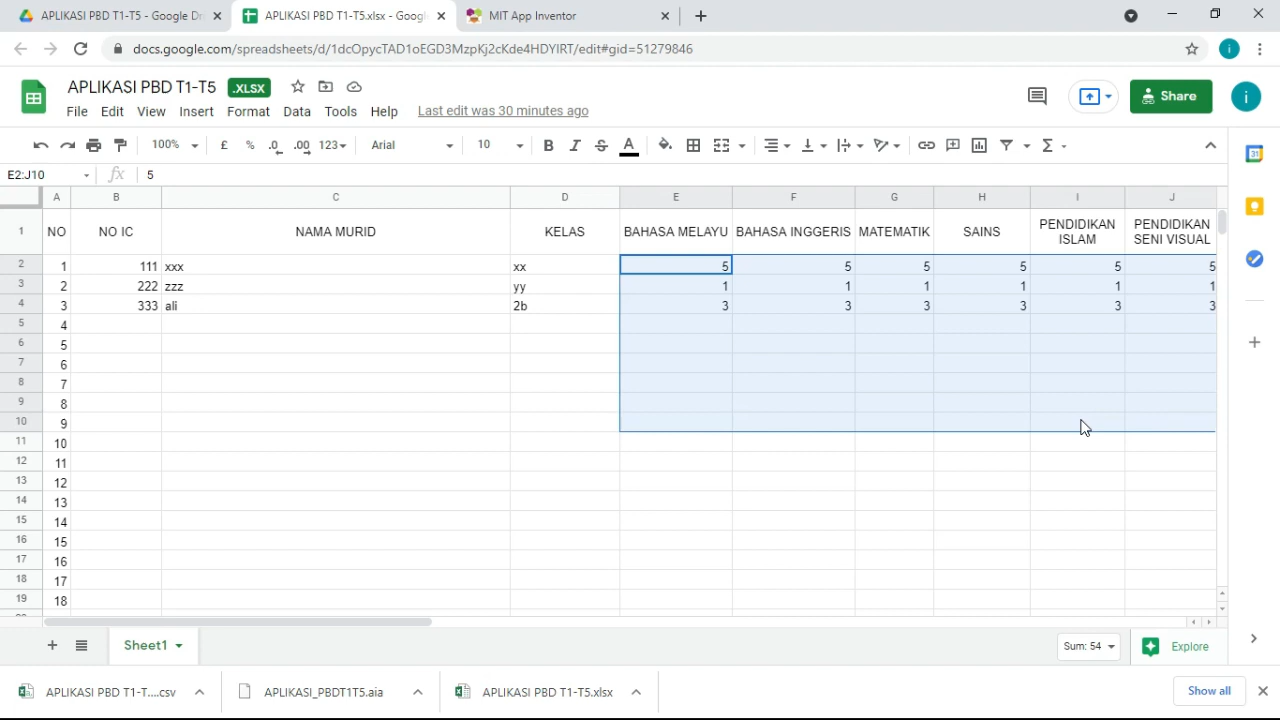 APLIKASI PBD T1-T5 - Google Dri
APLIKASI PBD T1-T5.xlsx - Googl
MIT App Inventor
docs.google.com/spreadsheets/d/1dcOpycTAD1oEGD3MzpKj2cKde4HDYlRT/edit#gid=51279846
i
APLIKASI PBD T1-T5 .XLSX
File Edit View Insert Format Data Tools Help Last edit was 30 minutes ago
Share
i
100% £ % .0 .00 123 Arial 10 B I S A
31
E2:J10 fx 5
A B C D E F G H I J
1 NO NO IC NAMA MURID KELAS BAHASA MELAYU BAHASA INGGERIS MATEMATIK SAINS PENDIDIKAN ISLAM PENDIDIKAN SENI VISUAL
2 1 111 xxx xx 5 5 5 5 5 5
3 2 222 zzz yy 1 1 1 1 1 1
4 3 333 ali 2b 3 3 3 3 3 3
5 4
6 5
7 6
8 7
9 8
10 9
11 10
12 11
13 12
14 13
15 14
16 15
17 16
18 17
19 18
Sheet1
Sum: 54
Explore
APLIKASI PBD T1-T....csv
APLIKASI_PBDT1T5.aia
APLIKASI PBD T1-T5.xlsx
Show all